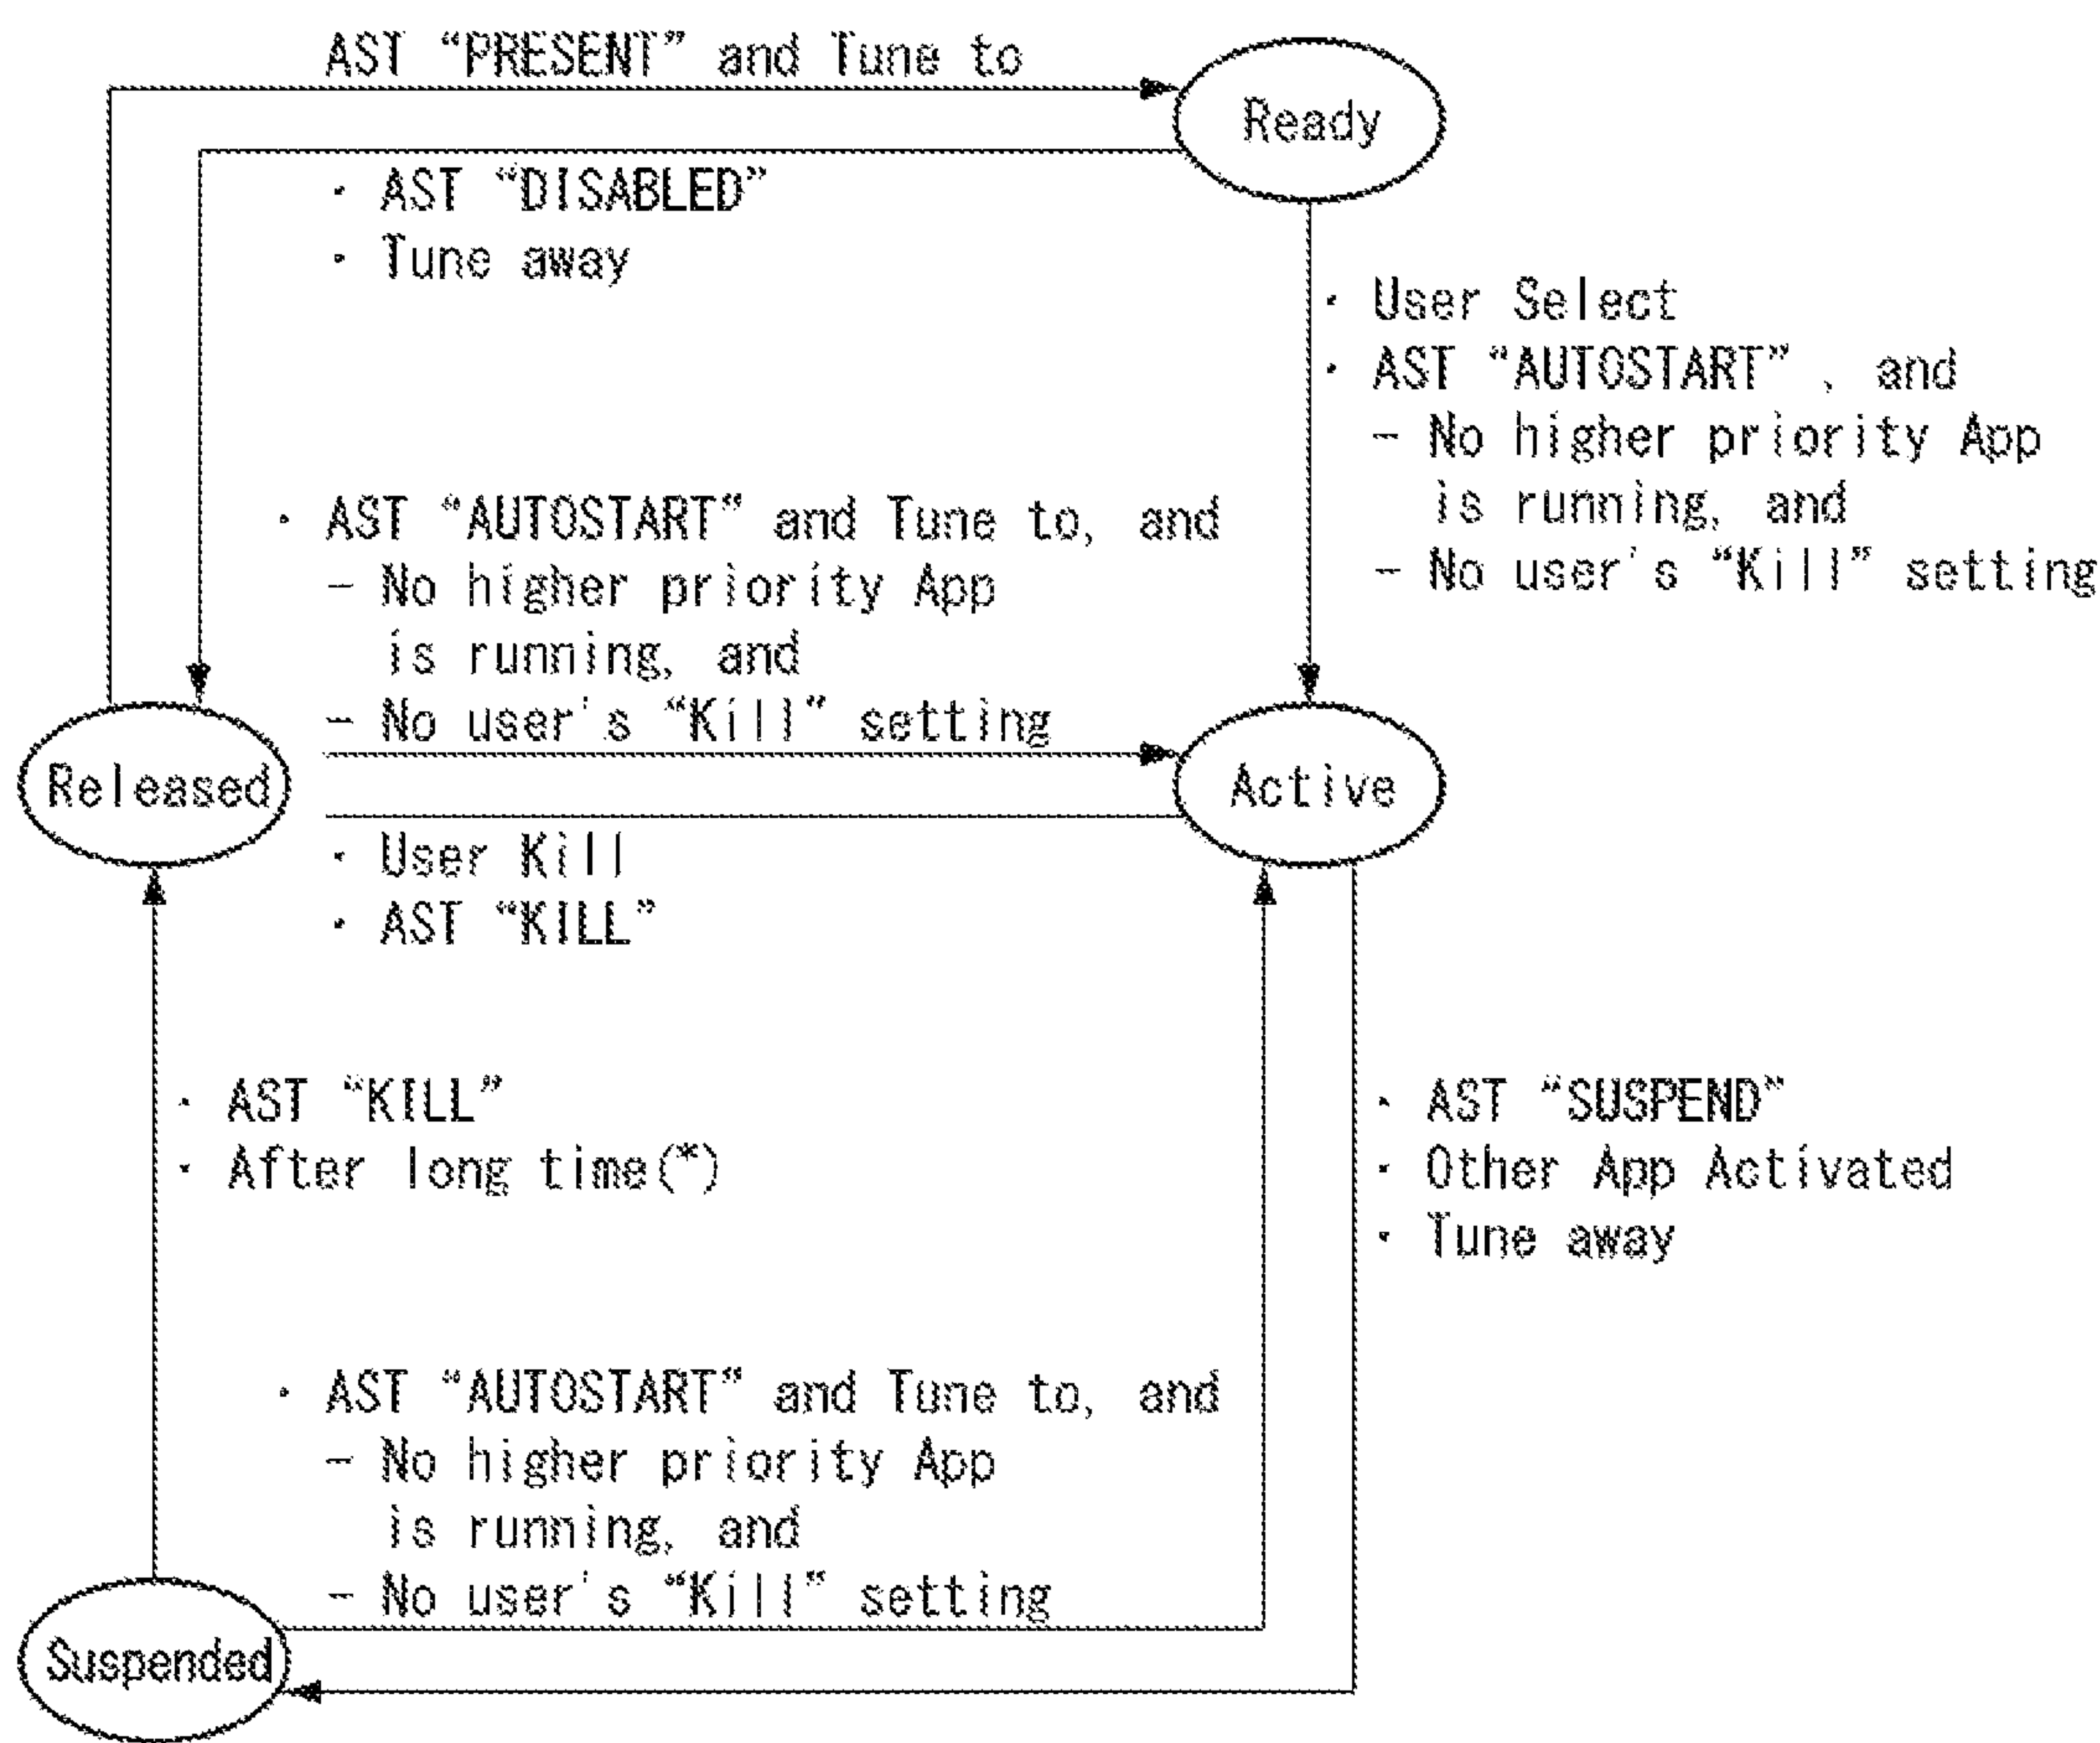 AST “PRESENT” and Tune to
Ready
· AST “DISABLED”
· Tune away
· User Select
· AST “AUTOSTART”, and
- No higher priority App
is running, and
- No user's “Kill” setting
· AST “AUTOSTART” and Tune to, and
- No higher priority App
is running, and
- No user's “Kill” setting
Released
Active
· User Kill
· AST “KILL”
· AST “KILL”
· After long time(*)
· AST “SUSPEND”
· Other App Activated
· Tune away
· AST “AUTOSTART” and Tune to, and
- No higher priority App
is running, and
- No user's “Kill” setting
Suspended